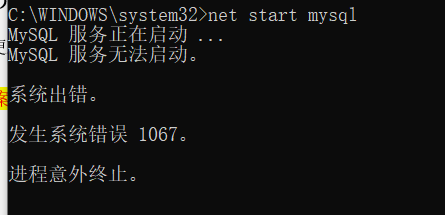 C:\WINDOWS\system32>net start mysql
MySQL 服务正在启动 ...
MySQL 服务无法启动。
系统出错。
发生系统错误 1067。
进程意外终止。